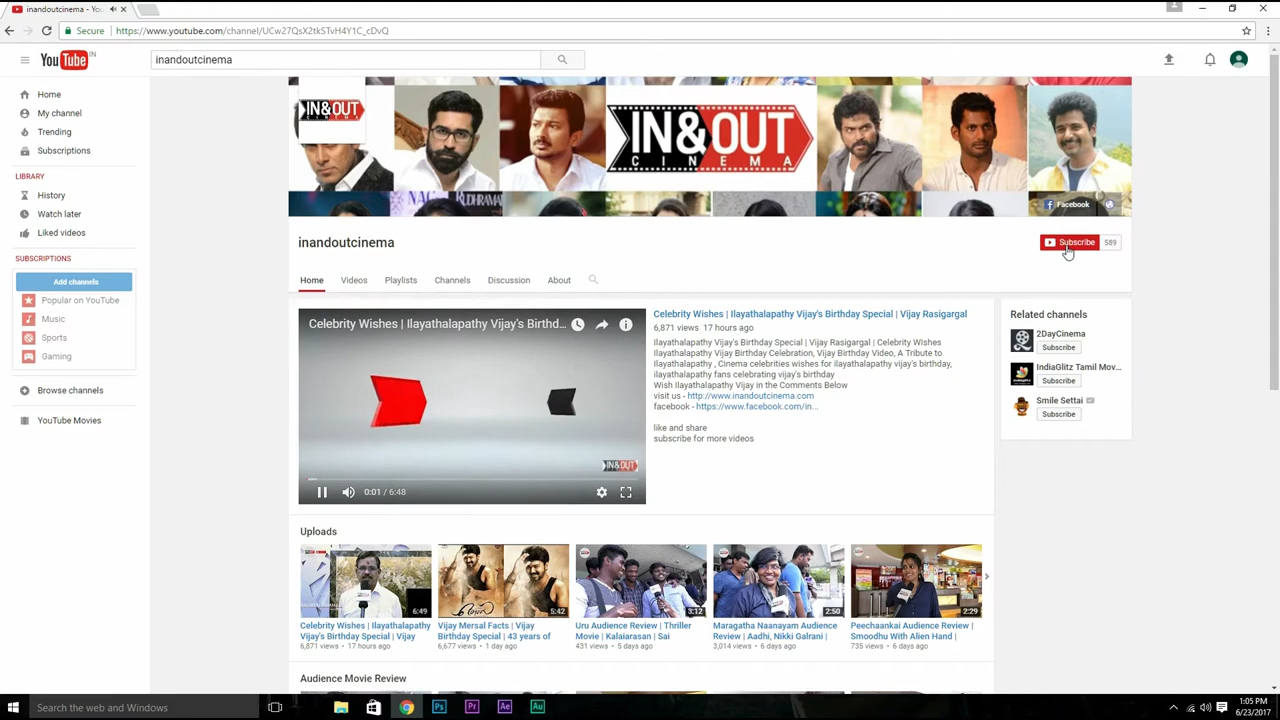 inandoutcinema - You
Secure
https://www.youtube.com/channel/UCw27QsX2tkSTvH4Y1C_cDvQ
YouTube IN
inandoutcinema
Home
My channel
Trending
Subscriptions
LIBRARY
History
Watch later
Liked videos
SUBSCRIPTIONS
Add channels
Popular on YouTube
Music
Sports
Gaming
Browse channels
YouTube Movies
IN&OUT
CINEMA
IN&OUT
CINEMA
Facebook
inandoutcinema
Subscribe 589
Home Videos Playlists Channels Discussion About
Celebrity Wishes | Ilayathalapathy Vijay's Birthd...
IN&OUT
0:01 / 6:48
Celebrity Wishes | Ilayathalapathy Vijay's Birthday Special | Vijay Rasigargal
6,871 views 17 hours ago
Ilayathalapathy Vijay's Birthday Special | Vijay Rasigargal | Celebrity Wishes
Ilayathalapathy Vijay Birthday Celebration, Vijay Birthday Video, A Tribute to
ilayathalapathy , Cinema celebrities wishes for ilayathalapathy vijay's birthday,
ilayathalapathy fans celebrating vijay's birthday
Wish Ilayathalapathy Vijay in the Comments Below
visit us - http://www.inandoutcinema.com
facebook - https://www.facebook.com/in...
like and share
subscribe for more videos
Related channels
2DayCinema
Subscribe
IndiaGlitz Tamil Mov...
Subscribe
Smile Settai
Subscribe
Uploads
6:49
Celebrity Wishes | Ilayathalapathy
Vijay's Birthday Special | Vijay
6,871 views • 17 hours ago
5:42
Vijay Mersal Facts | Vijay
Birthday Special | 43 years of
6,677 views • 1 day ago
3:12
Uru Audience Review | Thriller
Movie | Kalaiarasan | Sai
431 views • 5 days ago
2:50
Maragatha Naanayam Audience
Review | Aadhi, Nikki Galrani |
3,014 views • 6 days ago
2:29
Peechaankai Audience Review |
Smoodhu With Alien Hand |
735 views • 6 days ago
Audience Movie Review
Search the web and Windows
Ps Pr Ae Au
1:05 PM
6/23/2017